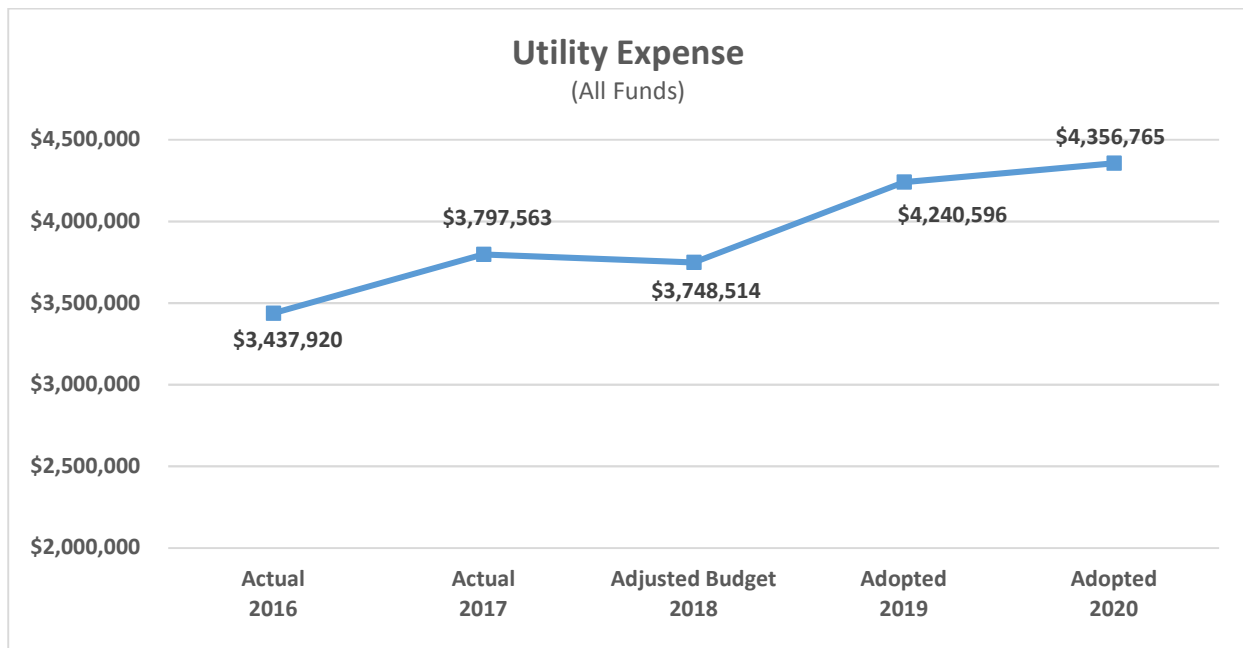 Utility Expense
(All Funds)
$4,500,000
$4,000,000
$3,500,000
$3,000,000
$2,500,000
$2,000,000
$3,437,920
$3,797,563
$3,748,514
$4,240,596
$4,356,765
Actual
2016
Actual
2017
Adjusted Budget
2018
Adopted
2019
Adopted
2020